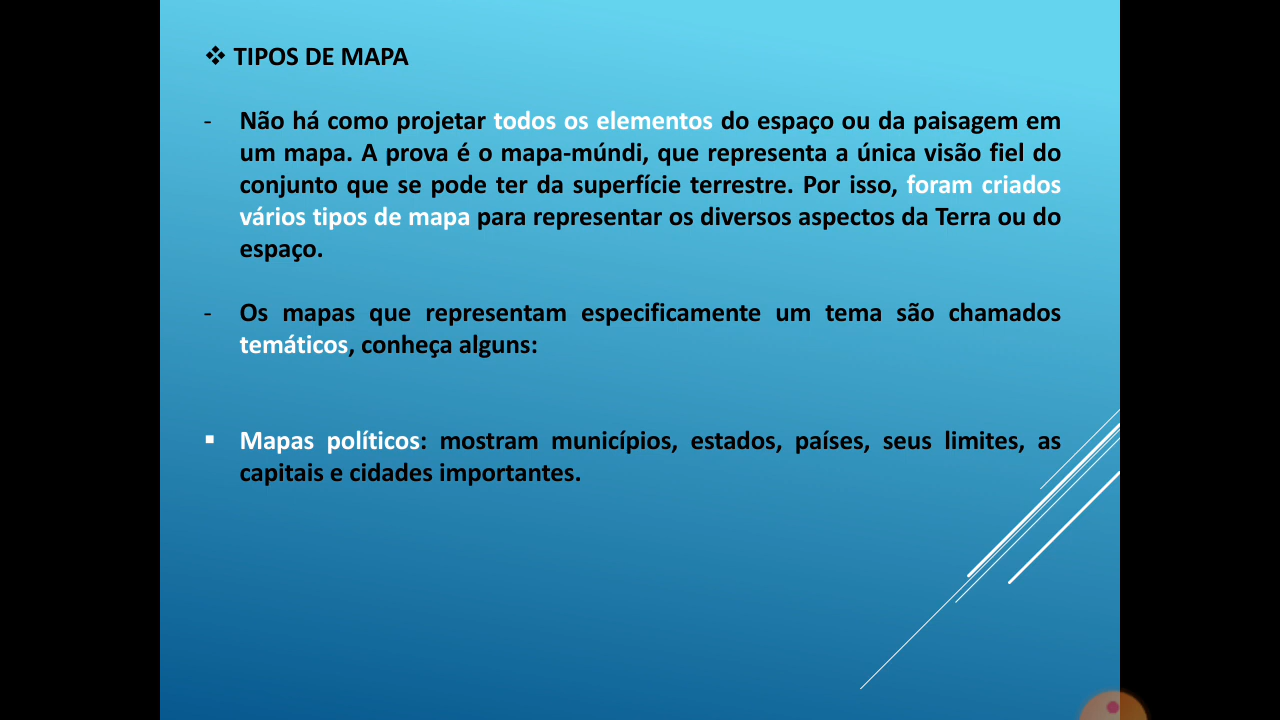 ❖ TIPOS DE MAPA
- Não há como projetar todos os elementos do espaço ou da paisagem em
um mapa. A prova é o mapa-múndi, que representa a única visão fiel do
conjunto que se pode ter da superfície terrestre. Por isso, foram criados
vários tipos de mapa para representar os diversos aspectos da Terra ou do
espaço.
- Os mapas que representam especificamente um tema são chamados
temáticos, conheça alguns:
▪ Mapas políticos: mostram municípios, estados, países, seus limites, as
capitais e cidades importantes.